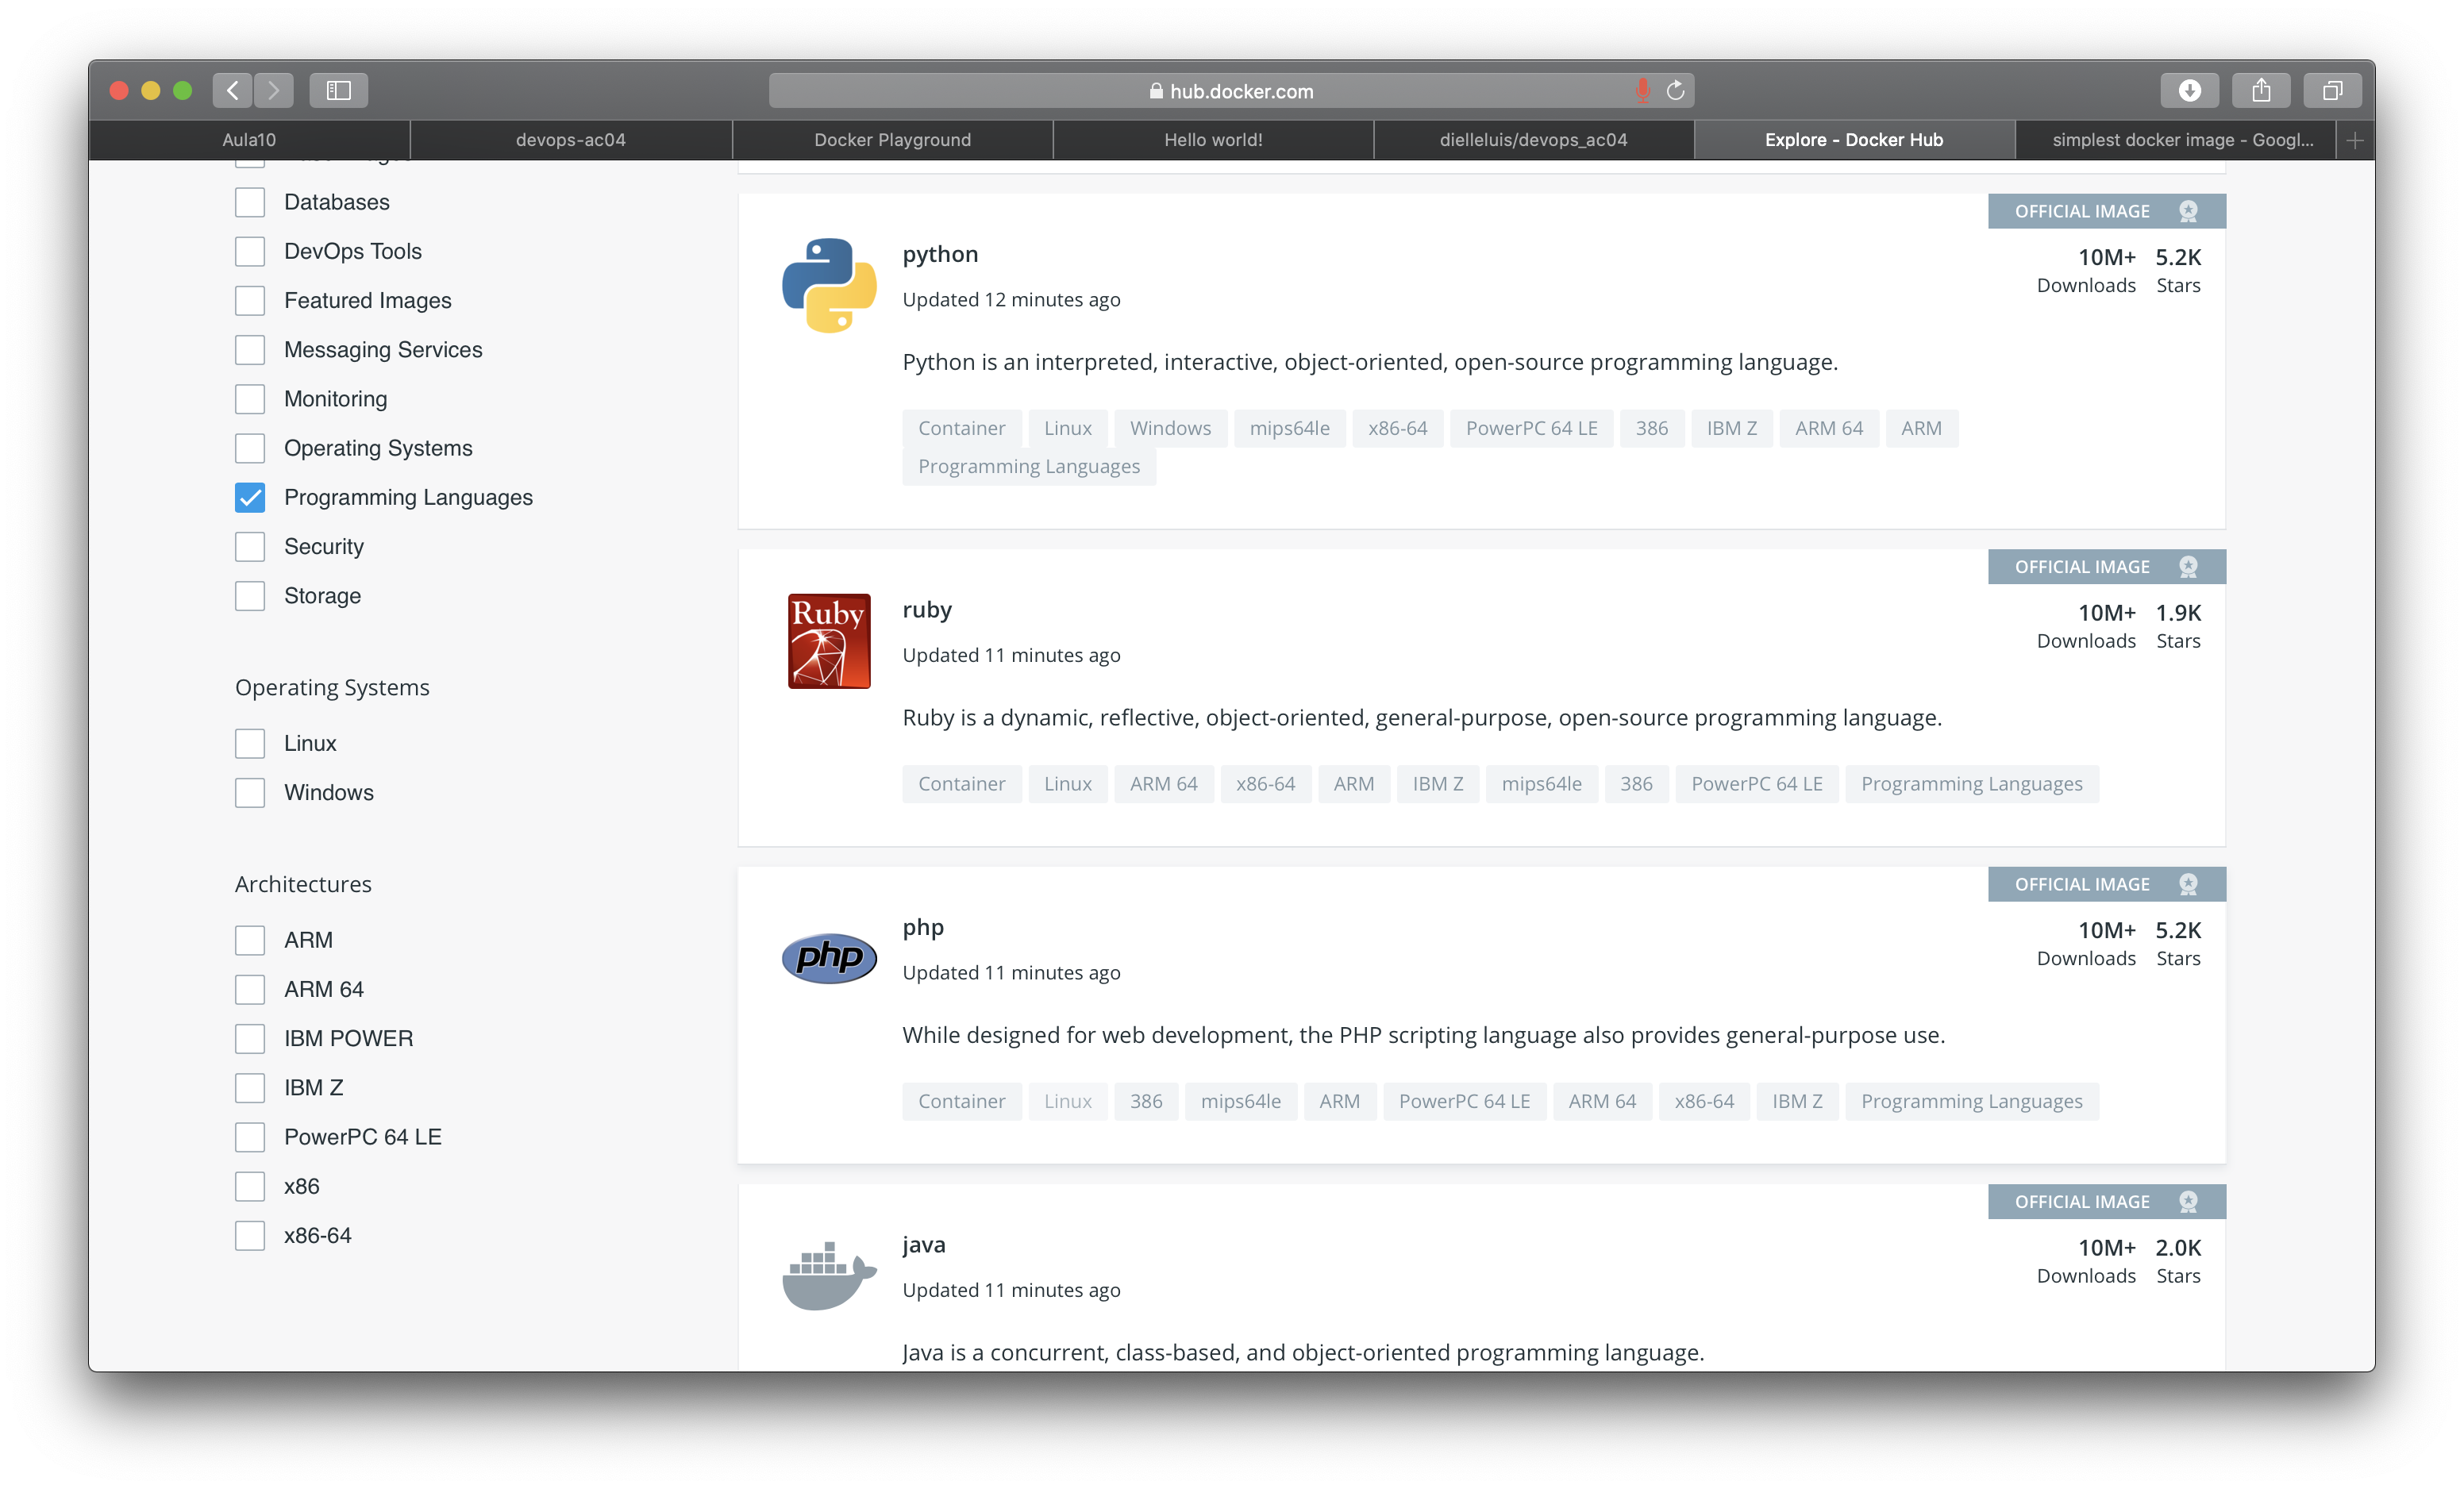 hub.docker.com
Aula10
devops-ac04
Docker Playground
Hello world!
dielleluis/devops_ac04
Explore - Docker Hub
simplest docker image - Googl...
Databases
DevOps Tools
Featured Images
Messaging Services
Monitoring
Operating Systems
Programming Languages
Security
Storage
Operating Systems
Linux
Windows
Architectures
ARM
ARM 64
IBM POWER
IBM Z
PowerPC 64 LE
x86
x86-64
OFFICIAL IMAGE
python
10M+ 5.2K
Downloads Stars
Updated 12 minutes ago
Python is an interpreted, interactive, object-oriented, open-source programming language.
Container Linux Windows mips64le x86-64 PowerPC 64 LE 386 IBM Z ARM 64 ARM
Programming Languages
OFFICIAL IMAGE
Ruby
ruby
10M+ 1.9K
Downloads Stars
Updated 11 minutes ago
Ruby is a dynamic, reflective, object-oriented, general-purpose, open-source programming language.
Container Linux ARM 64 x86-64 ARM IBM Z mips64le 386 PowerPC 64 LE Programming Languages
OFFICIAL IMAGE
php
php
10M+ 5.2K
Downloads Stars
Updated 11 minutes ago
While designed for web development, the PHP scripting language also provides general-purpose use.
Container Linux 386 mips64le ARM PowerPC 64 LE ARM 64 x86-64 IBM Z Programming Languages
OFFICIAL IMAGE
java
10M+ 2.0K
Downloads Stars
Updated 11 minutes ago
Java is a concurrent, class-based, and object-oriented programming language.